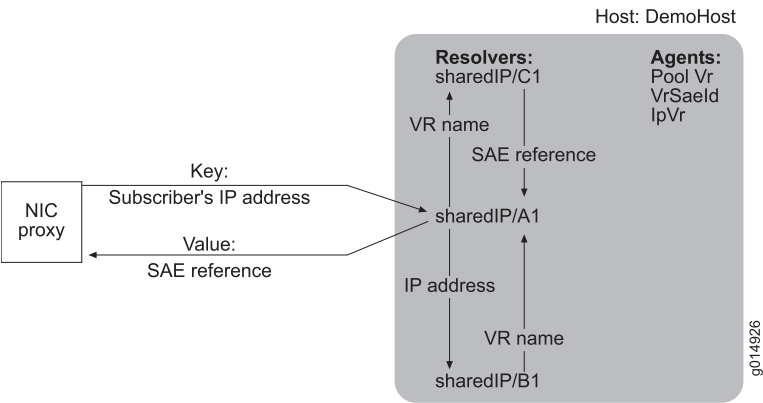 Host: DemoHost
Resolvers:
sharedIP/C1
Agents:
Pool Vr
VrSaeId
IpVr
VR name
SAE reference
Key:
Subscriber's IP address
NIC
proxy
sharedIP/A1
Value:
SAE reference
IP address
VR name
sharedIP/B1
g014926